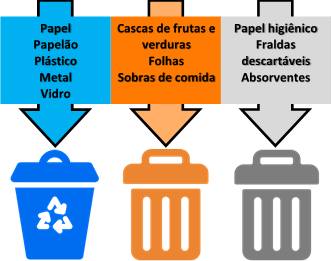 Papel
Papelão
Plástico
Metal
Vidro
Cascas de frutas e
verduras
Folhas
Sobras de comida
Papel higiênico
Fraldas
descartáveis
Absorventes